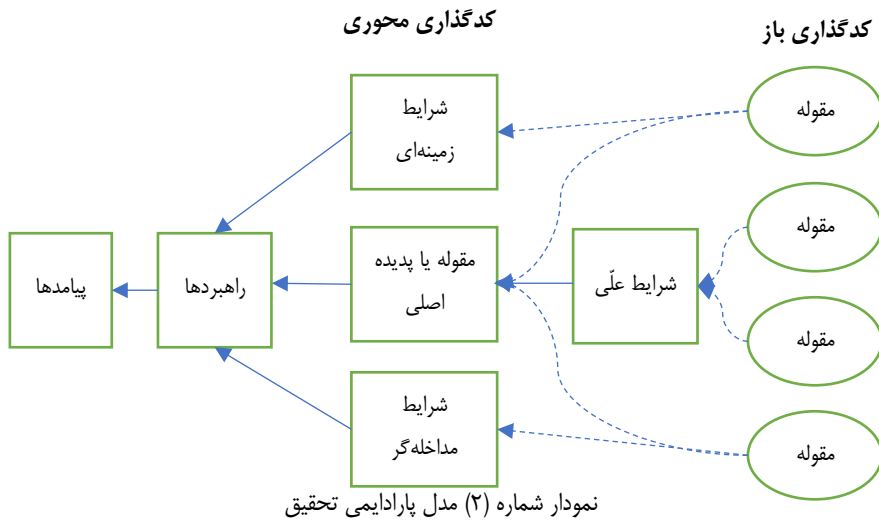 کدگذاری باز
کدگذاری محوری
مقوله
مقوله
مقوله
مقوله
شرایط علّی
شرایط
زمینه‌ای
مقوله یا پدیده
اصلی
شرایط
مداخله‌گر
راهبردها
پیامدها
نمودار شماره (۲) مدل پارادایمی تحقیق